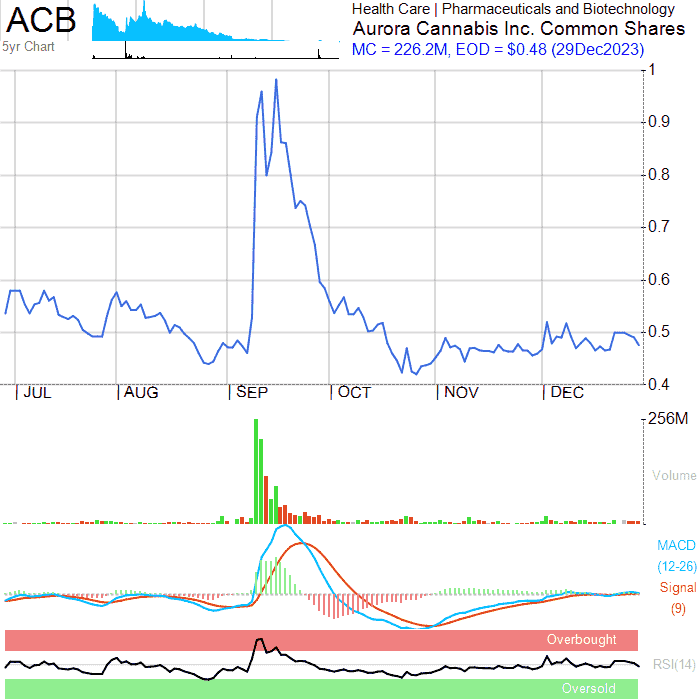 ACB
5yr Chart
Health Care | Pharmaceuticals and Biotechnology
Aurora Cannabis Inc. Common Shares
MC = 226.2M, EOD = $0.48 (29Dec2023)
1
0.9
0.8
0.7
0.6
0.5
0.4
JUL AUG SEP OCT NOV DEC
256M
Volume
MACD
(12-26)
Signal
(9)
Overbought
RSI(14)
Oversold